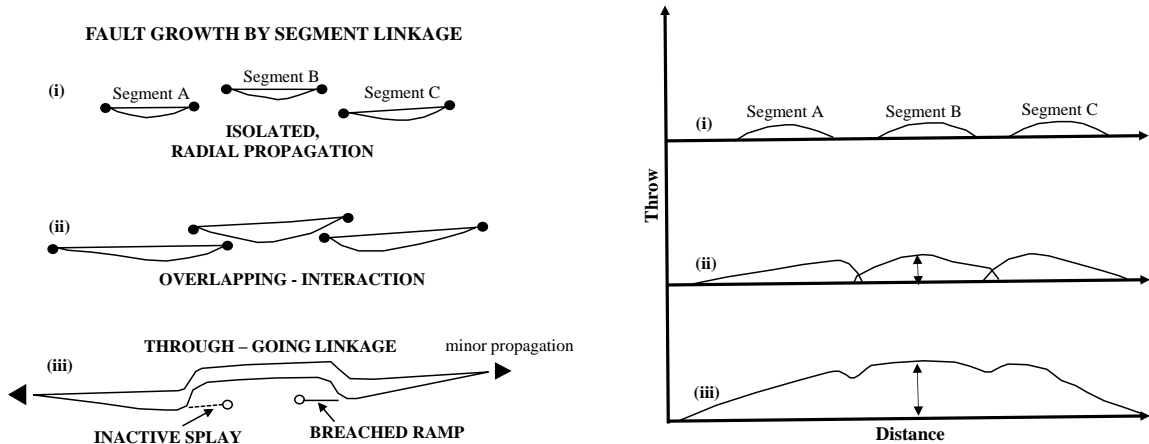 FAULT GROWTH BY SEGMENT LINKAGE
(i)
Segment A
Segment B
Segment C
ISOLATED,
RADIAL PROPAGATION
(ii)
OVERLAPPING - INTERACTION
(iii)
THROUGH – GOING LINKAGE
minor propagation
INACTIVE SPLAY
BREACHED RAMP
Throw
(i)
Segment A
Segment B
Segment C
(ii)
(iii)
Distance